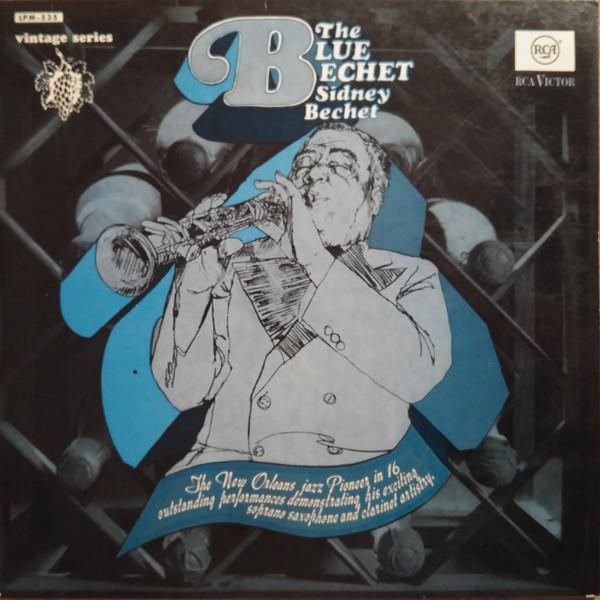 LPM-535
vintage series
The
BLUE
BECHET
Sidney
Bechet
RCA
RCA VICTOR
The New Orleans jazz Pioneer in 16
outstanding performances demonstrating his exciting
soprano saxophone and clarinet artistry.